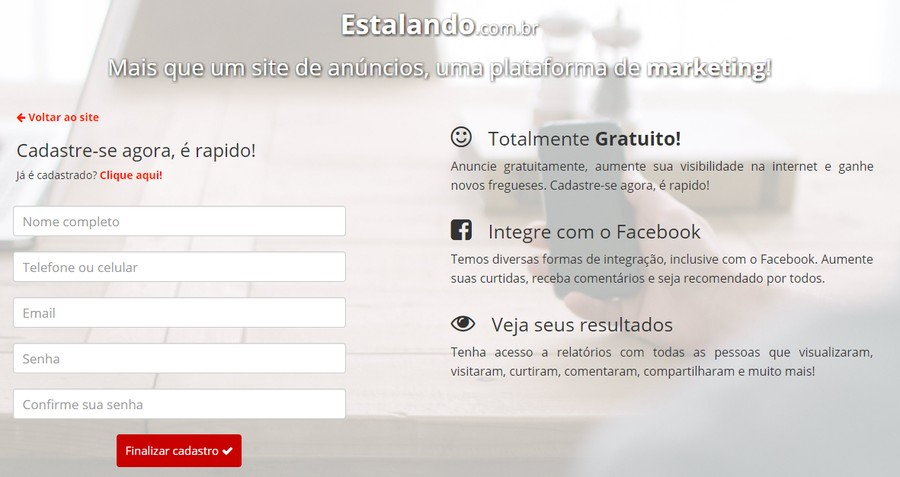 Estalando.com.br
Mais que um site de anúncios, uma plataforma de marketing!
Voltar ao site
Cadastre-se agora, é rapido!
Já é cadastrado? Clique aqui!
Nome completo
Telefone ou celular
Email
Senha
Confirme sua senha
Finalizar cadastro
Totalmente Gratuito!
Anuncie gratuitamente, aumente sua visibilidade na internet e ganhe
novos fregueses. Cadastre-se agora, é rapido!
Integre com o Facebook
Temos diversas formas de integração, inclusive com o Facebook. Aumente
suas curtidas, receba comentários e seja recomendado por todos.
Veja seus resultados
Tenha acesso a relatórios com todas as pessoas que visualizaram,
visitaram, curtiram, comentaram, compartilharam e muito mais!